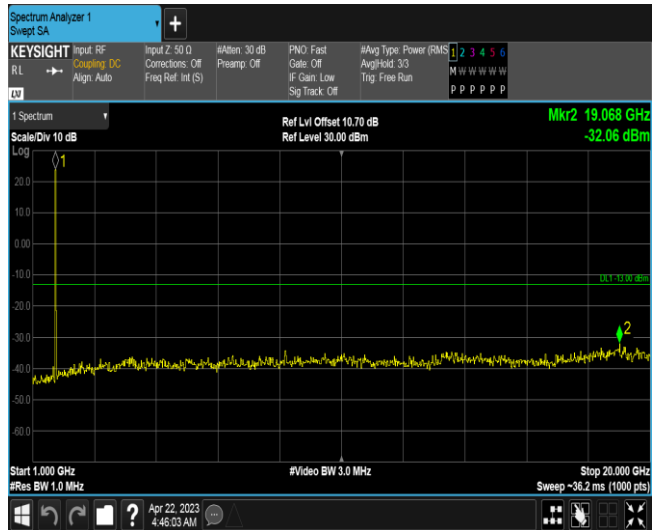 Spectrum Analyzer 1
Swept SA
+
KEYSIGHT
RL
LXI
Input: RF
Coupling: DC
Align: Auto
Input Z: 50 Ω
Corrections: Off
Freq Ref: Int (S)
#Atten: 30 dB
Preamp: Off
PNO: Fast
Gate: Off
IF Gain: Low
Sig Track: Off
#Avg Type: Power (RMS
Avg|Hold: 3/3
Trig: Free Run
1 2 3 4 5 6
M W W W W W
P P P P P P
1 Spectrum
Scale/Div 10 dB
Log
Ref Lvl Offset 10.70 dB
Ref Level 30.00 dBm
Mkr2 19.068 GHz
-32.06 dBm
1
20.0
10.0
0.00
-10.0
DL1 -13.00 dBm
-20.0
2
-30.0
-40.0
-50.0
-60.0
Start 1.000 GHz
#Res BW 1.0 MHz
#Video BW 3.0 MHz
Stop 20.000 GHz
Sweep ~36.2 ms (1000 pts)
?
Apr 22, 2023
4:46:03 AM